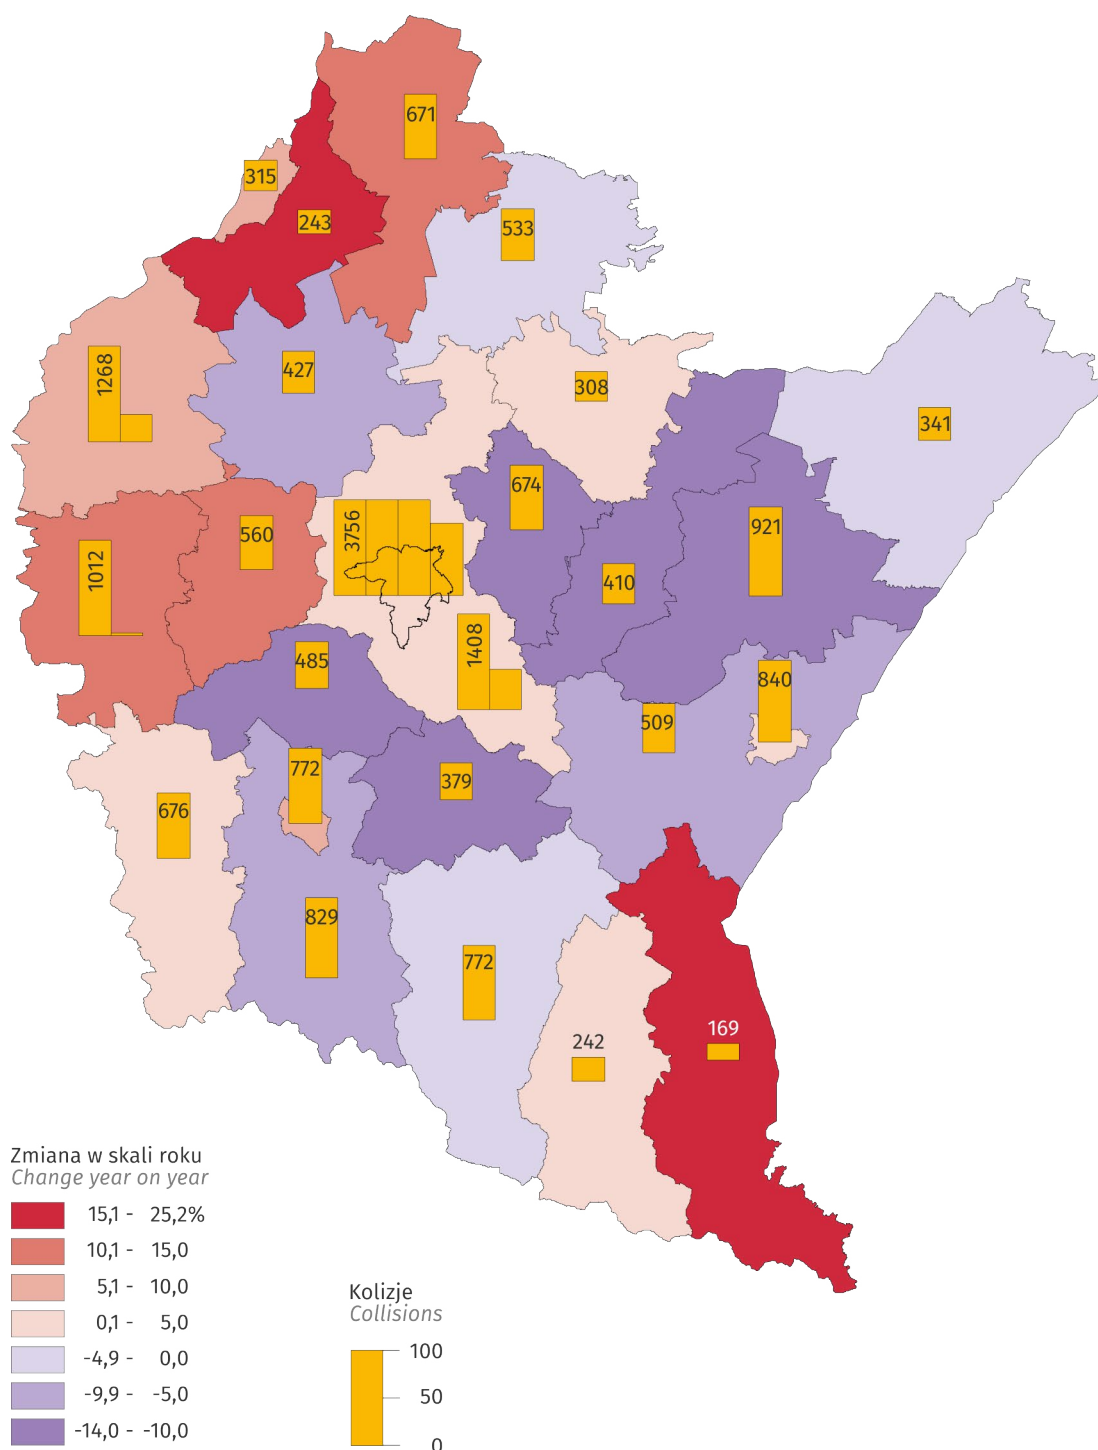 671
315
243
533
427
308
1268
341
674
3756
560
921
1012
410
1408
485
840
509
772
379
676
829
772
242
169
Zmiana w skali roku
Change year on year
15,1 - 25,2%
10,1 - 15,0
5,1 - 10,0
0,1 - 5,0
-4,9 - 0,0
-9,9 - -5,0
-14,0 - -10,0
Kolizje
Collisions
100
50
0